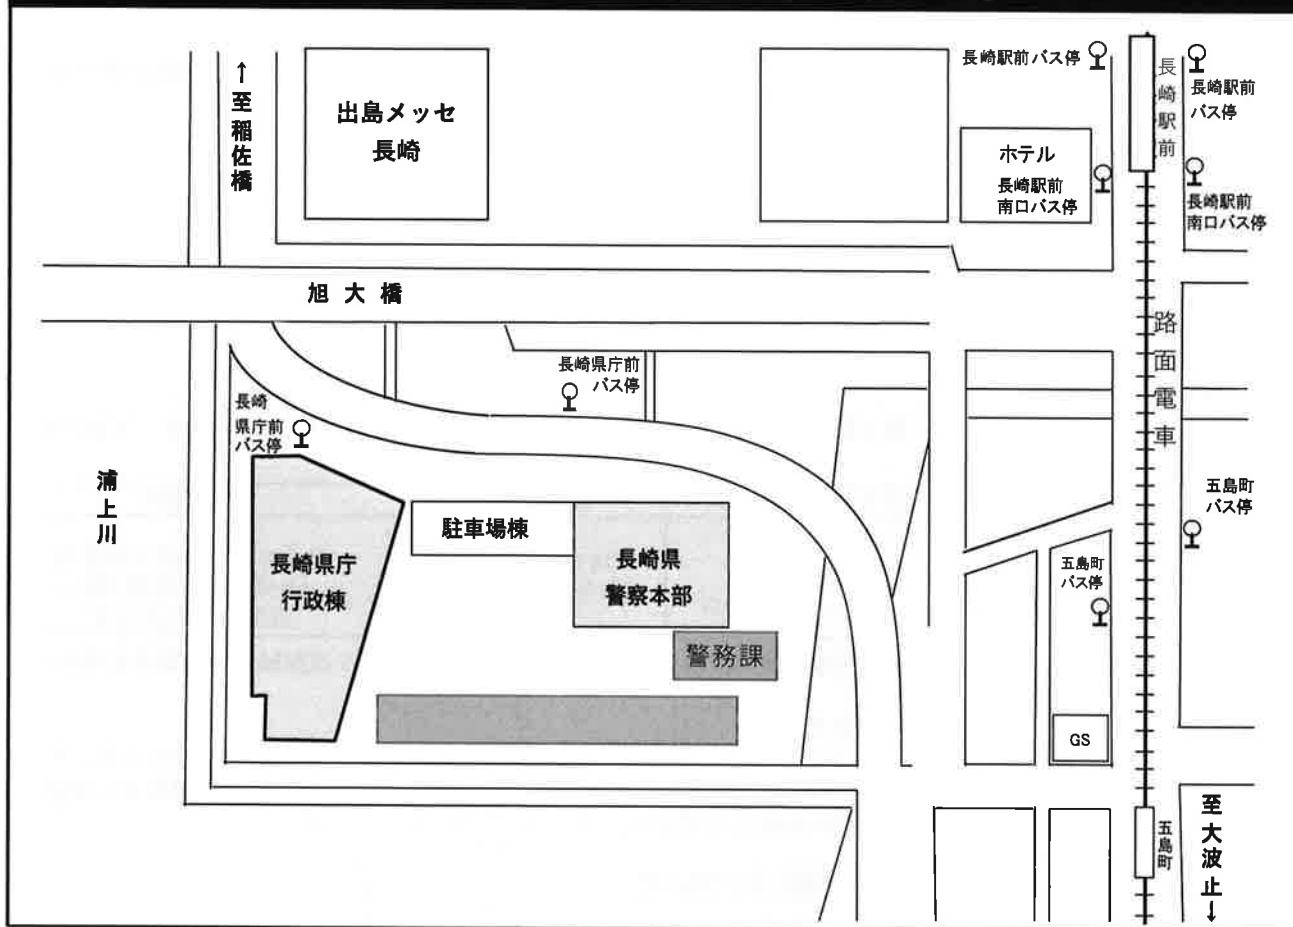 ↑至稲佐橋
出島メッセ
長崎
長崎駅前バス停
長崎駅前
長崎駅前
バス停
ホテル
長崎駅前
南口バス停
長崎駅前
南口バス停
旭大橋
路面電車
長崎県庁前
バス停
長崎
県庁前
バス停
浦上川
五島町
バス停
駐車場棟
長崎県庁
行政棟
長崎県
警察本部
五島町
バス停
警務課
GS
五島町
至大波止↓